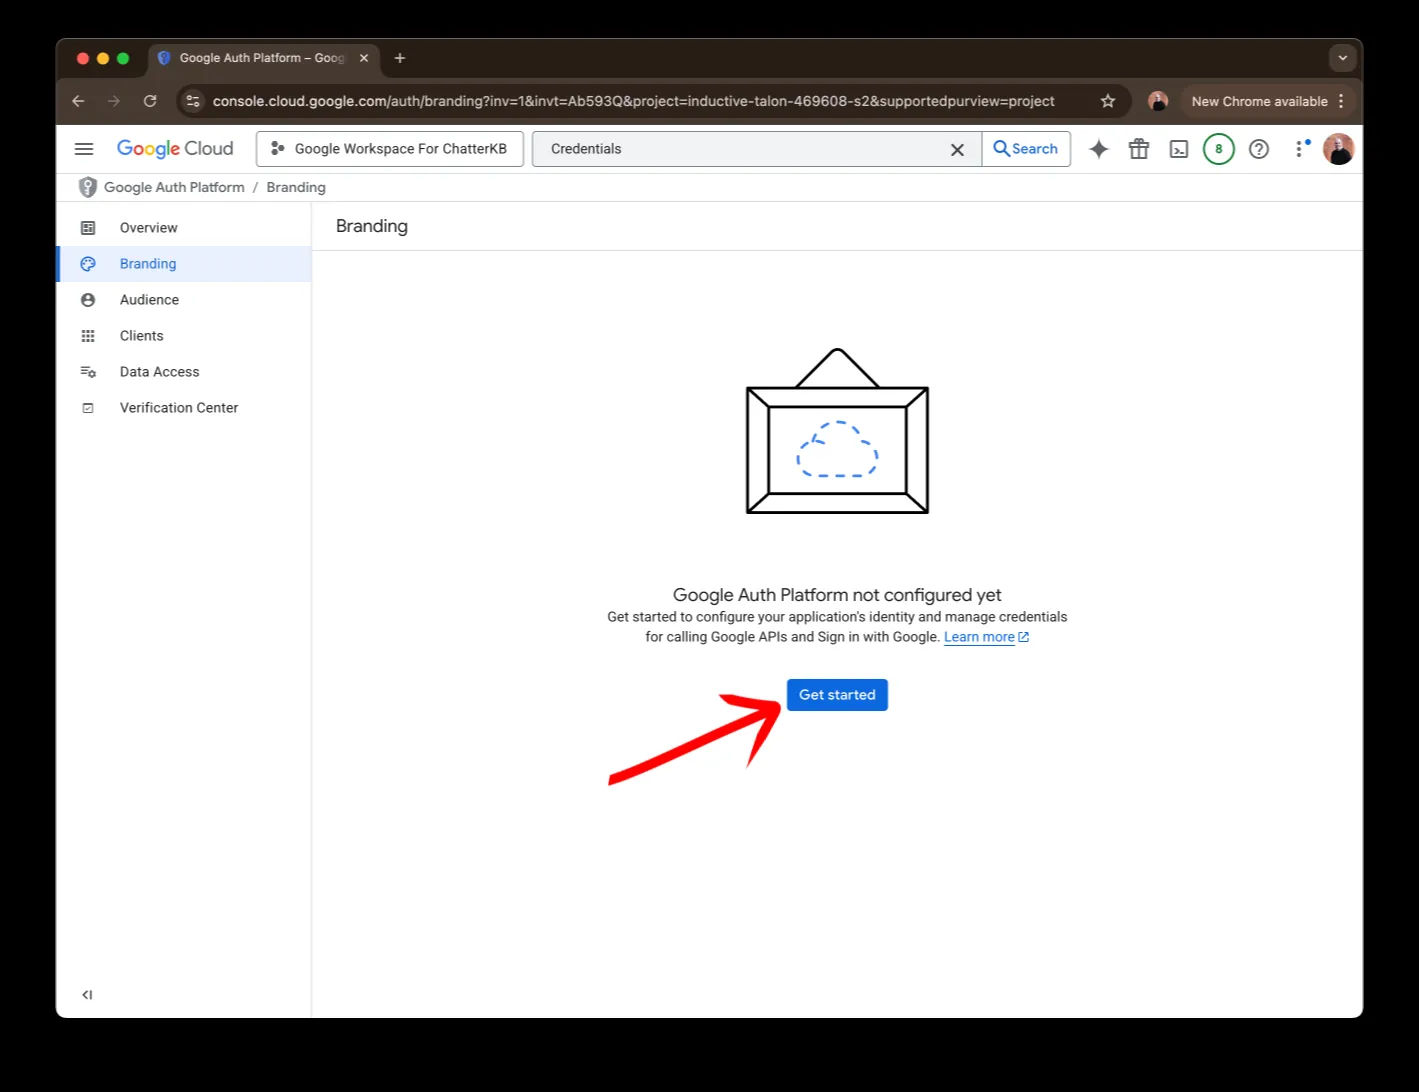 Google Auth Platform – Goog
console.cloud.google.com/auth/branding?inv=1&invt=Ab593Q&project=inductive-talon-469608-s2&supportedpurview=project
New Chrome available
Google Cloud
Google Workspace For ChatterKB
Credentials
Search
8
Google Auth Platform / Branding
Overview
Branding
Audience
Clients
Data Access
Verification Center
Branding
Google Auth Platform not configured yet
Get started to configure your application's identity and manage credentials
for calling Google APIs and Sign in with Google. Learn more
Get started